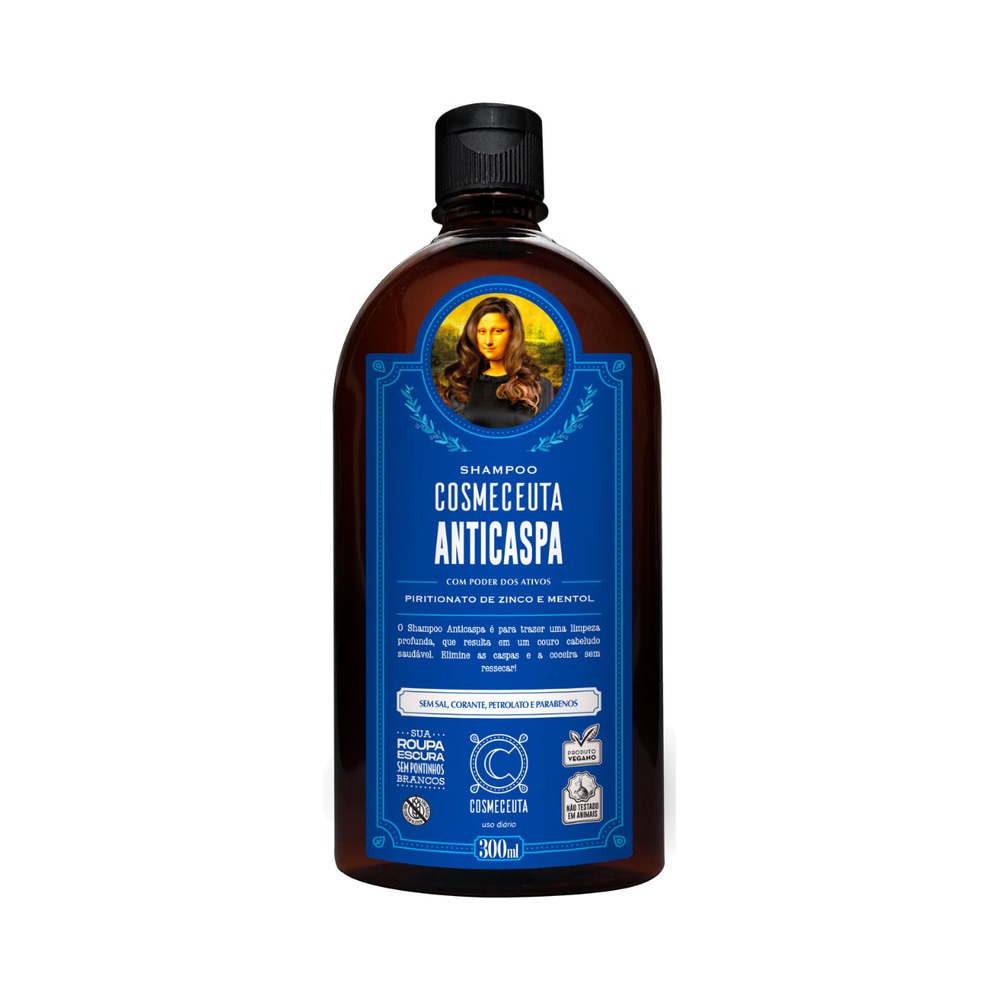 SHAMPOO
COSMECEUTA
ANTICASPA
COM PODER DOS ATIVOS
PIRITIONATO DE ZINCO E MENTOL
O Shampoo Anticaspa é para trazer uma limpeza
profunda, que resulta em um couro cabeludo
saudável. Elimine as caspas e a coceira sem
ressecar!
SEM SAL, CORANTE, PETROLATO E PARABENOS
SUA
ROUPA
ESCURA
SEM PONTINHOS
BRANCOS
C
COSMECEUTA
uso diário
PRODUTO
VEGANO
NÃO TESTADO
EM ANIMAIS
300ml